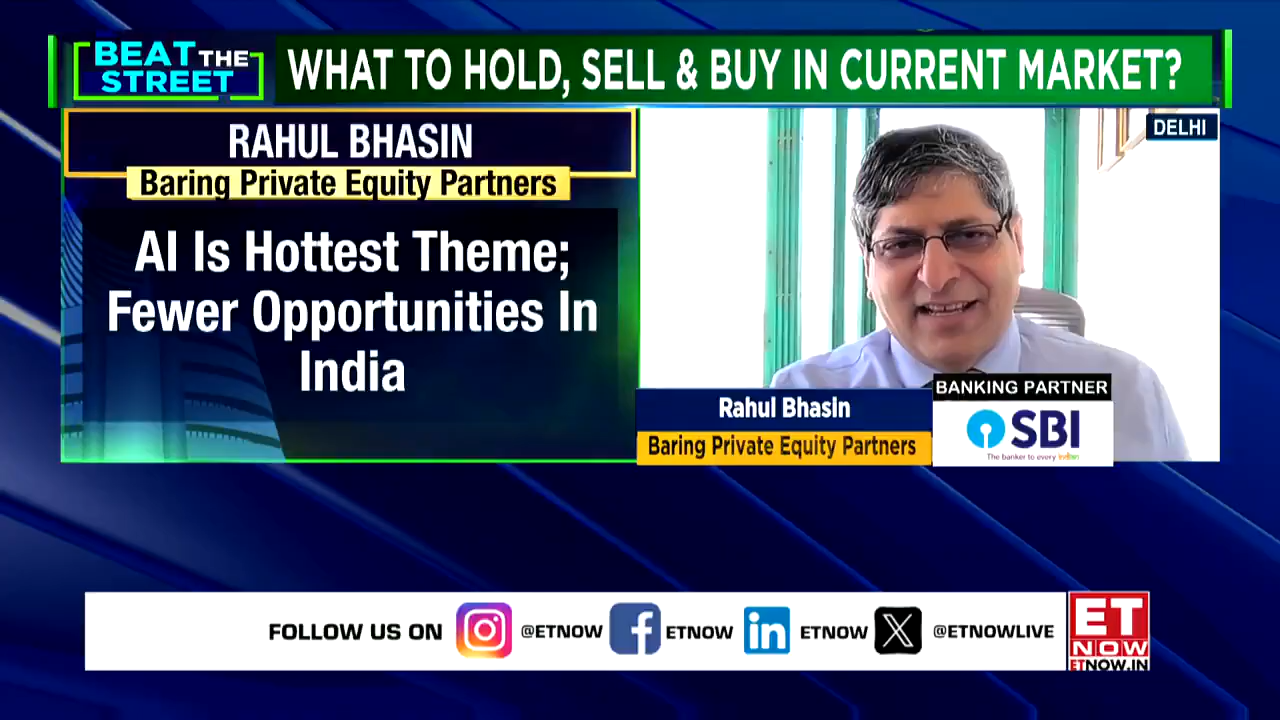 BEAT THE
STREET
WHAT TO HOLD, SELL & BUY IN CURRENT MARKET?
RAHUL BHASIN
Baring Private Equity Partners
AI Is Hottest Theme;
Fewer Opportunities In
India
DELHI
Rahul Bhasin
Baring Private Equity Partners
BANKING PARTNER
SBI
The banker to every Indian
FOLLOW US ON @ETNOW ETNOW ETNOW @ETNOWLIVE
ET
NOW
ETNOW.IN